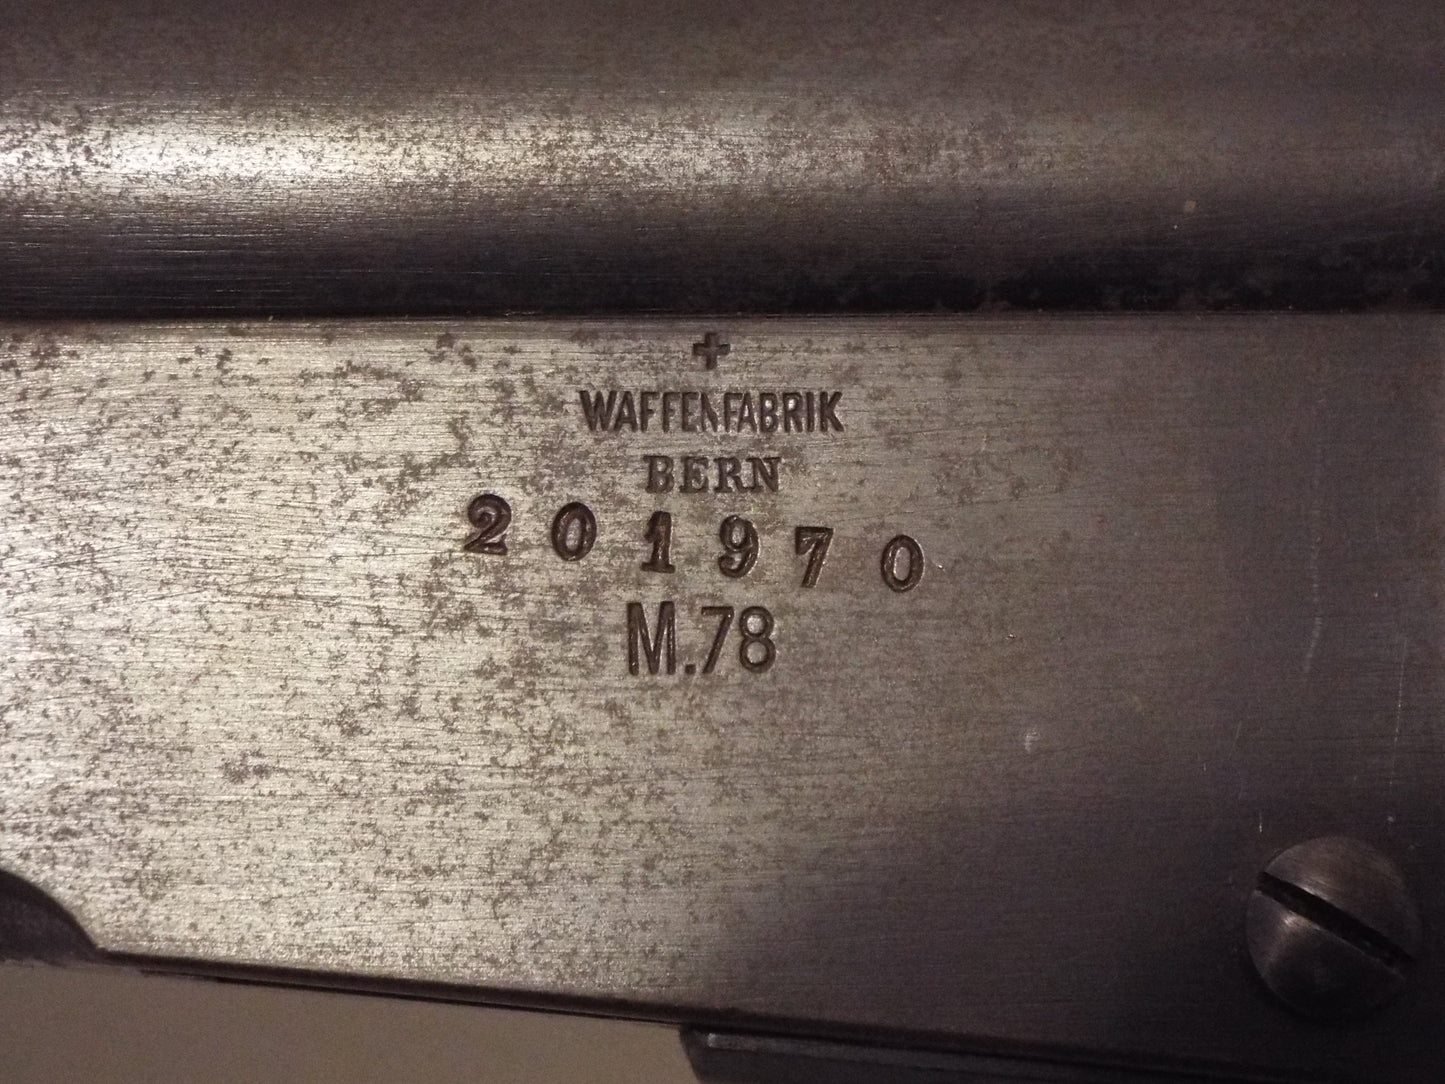 WAFFENFABRIK
BERN
201970
M.78